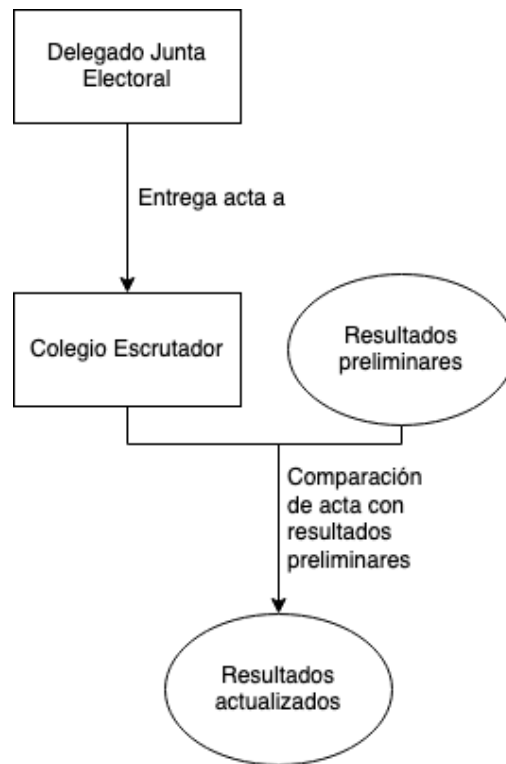 Delegado Junta
Electoral
Entrega acta a
Colegio Escrutador
Resultados
preliminares
Comparación
de acta con
resultados
preliminares
Resultados
actualizados